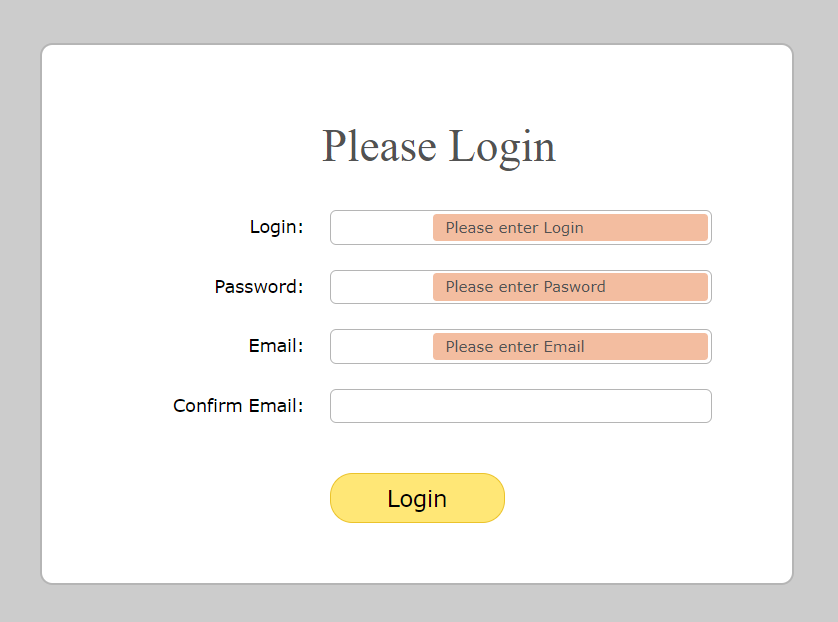 Please Login
Login: Please enter Login
Password: Please enter Pasword
Email: Please enter Email
Confirm Email:
Login